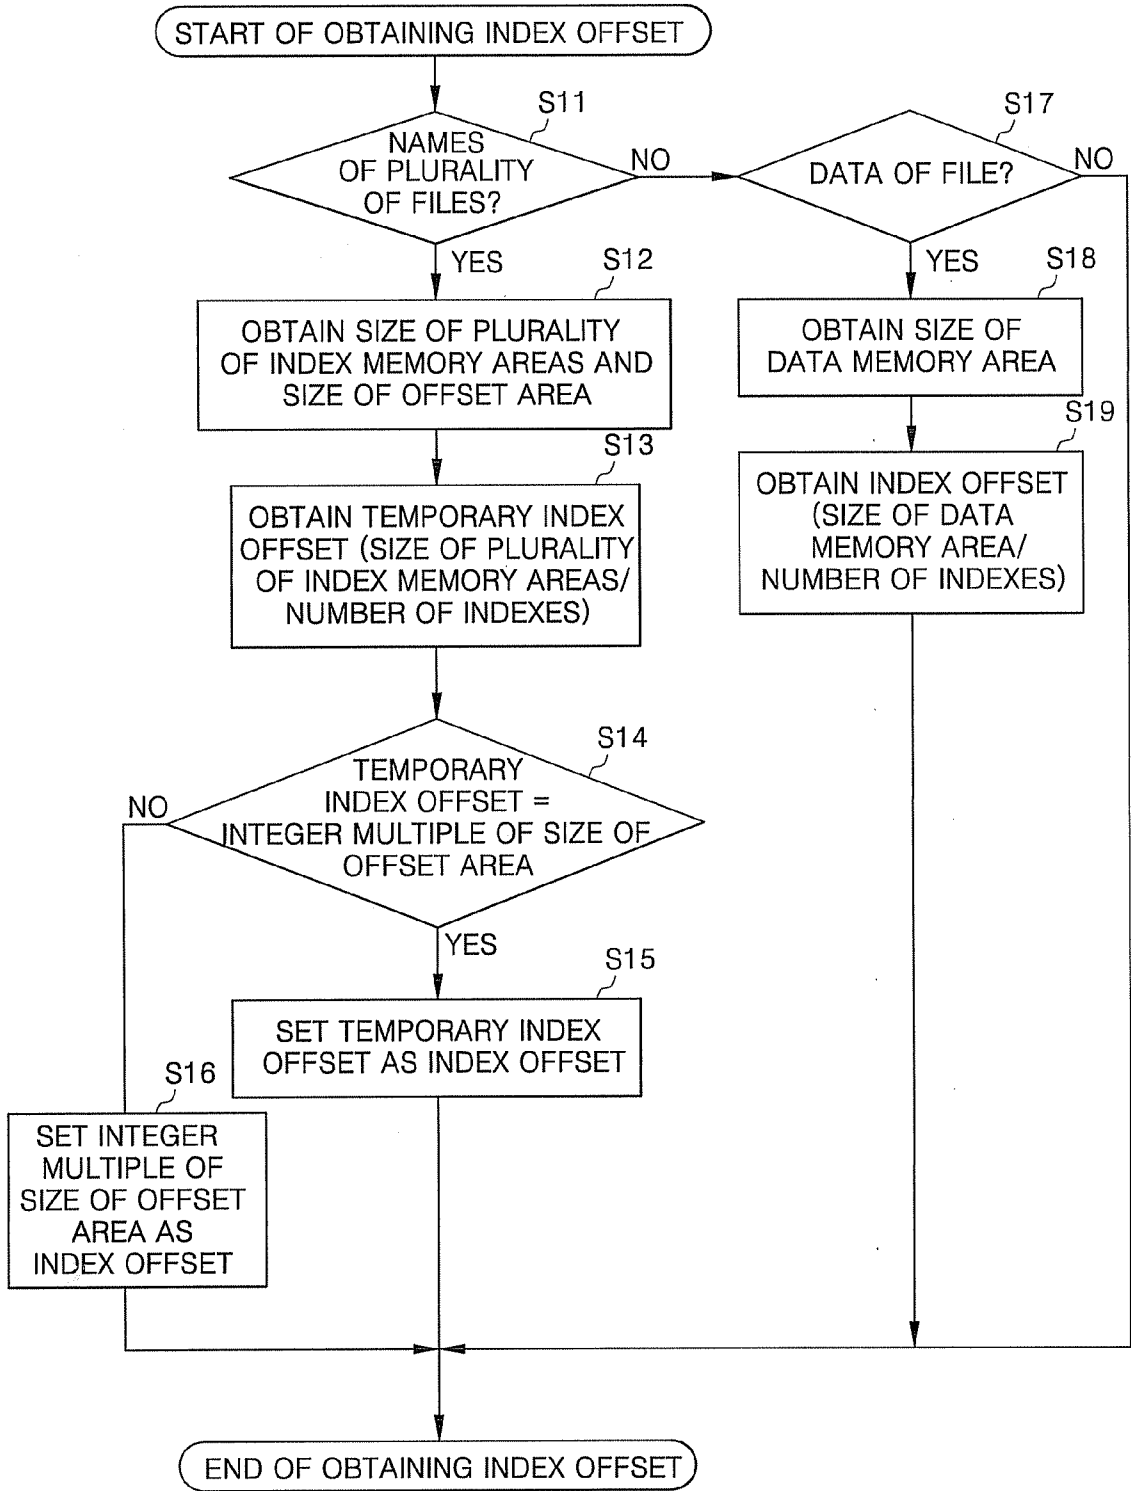 START OF OBTAINING INDEX OFFSET
S11
NAMES
OF PLURALITY
OF FILES?
NO
YES
S17
DATA OF FILE?
NO
YES
S12
OBTAIN SIZE OF PLURALITY
OF INDEX MEMORY AREAS AND
SIZE OF OFFSET AREA
S18
OBTAIN SIZE OF
DATA MEMORY AREA
S13
OBTAIN TEMPORARY INDEX
OFFSET (SIZE OF PLURALITY
OF INDEX MEMORY AREAS/
NUMBER OF INDEXES)
S19
OBTAIN INDEX OFFSET
(SIZE OF DATA
MEMORY AREA/
NUMBER OF INDEXES)
S14
TEMPORARY
INDEX OFFSET =
INTEGER MULTIPLE OF SIZE OF
OFFSET AREA
NO
YES
S15
SET TEMPORARY INDEX
OFFSET AS INDEX OFFSET
S16
SET INTEGER
MULTIPLE OF
SIZE OF OFFSET
AREA AS
INDEX OFFSET
END OF OBTAINING INDEX OFFSET